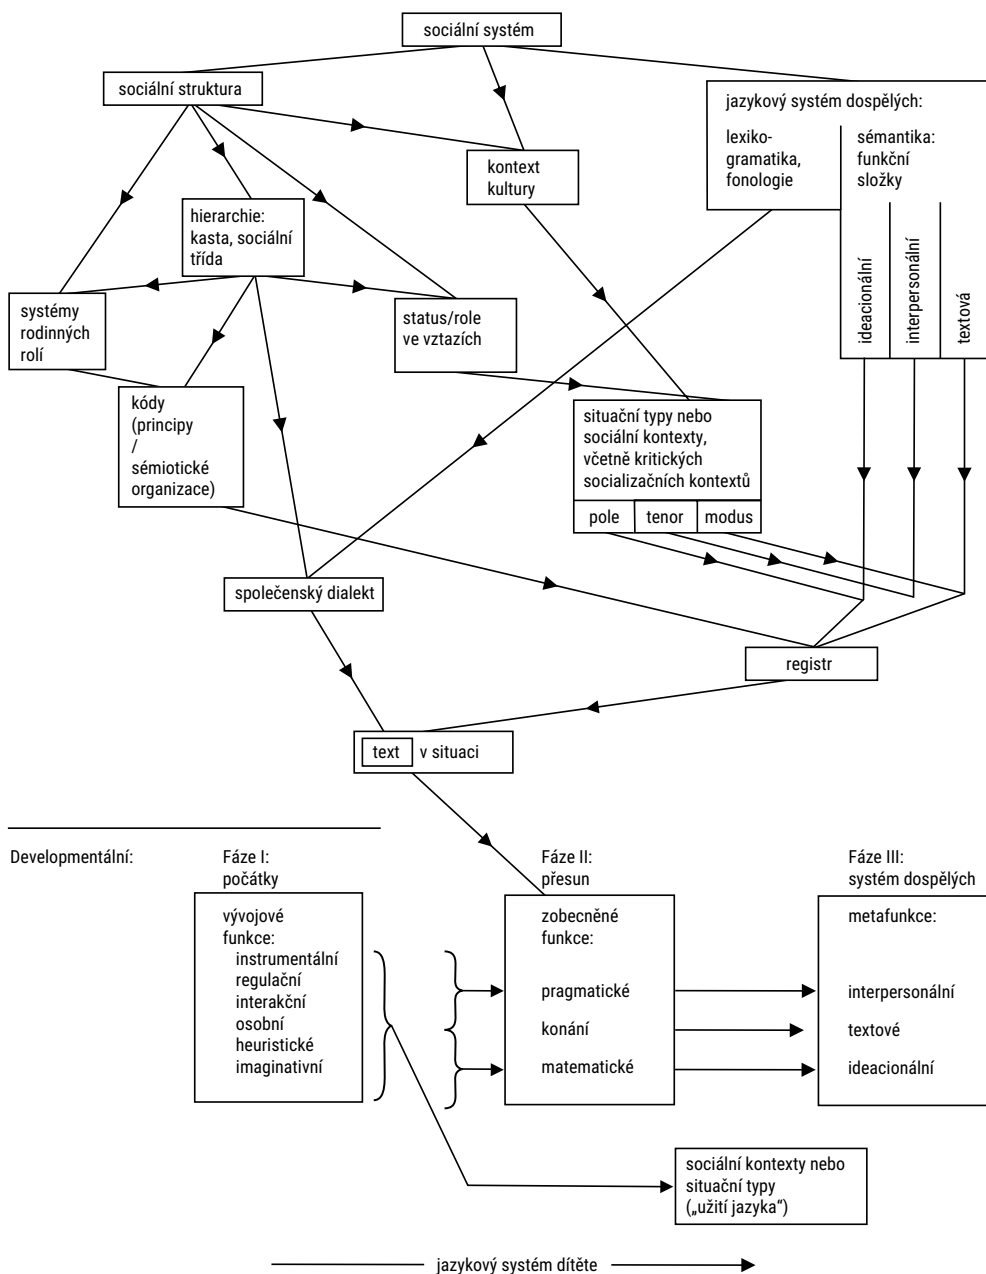 sociální systém
sociální struktura
jazykový systém dospělých:
lexiko-
gramatika,
fonologie
sémantika:
funkční
složky
kontext
kultury
hierarchie:
kasta, sociální
třída
ideacionální
interpersonální
textová
systémy
rodinných
rolí
status/role
ve vztazích
kódy
(principy
/
sémiotické
organizace)
situační typy nebo
sociální kontexty,
včetně kritických
socializačních kontextů
pole
tenor
modus
společenský dialekt
registr
text v situaci
Developmentální:
Fáze I:
počátky
Fáze II:
přesun
Fáze III:
systém dospělých
vývojové
funkce:
instrumentální
regulační
interakční
osobní
heuristické
imaginativní
zobecněné
funkce:
pragmatické
konání
matematické
metafunkce:
interpersonální
textové
ideacionální
sociální kontexty nebo
situační typy
(„užití jazyka“)
jazykový systém dítěte